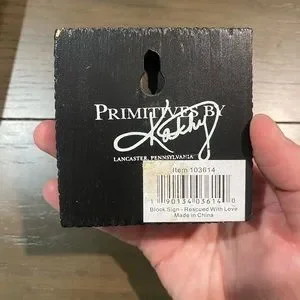 PRIMITIVES BY
Kathy
LANCASTER, PENNSYLVANIA
Item 103614
1 90134 03614 0
Block Sign - Rescued With Love
Made in China